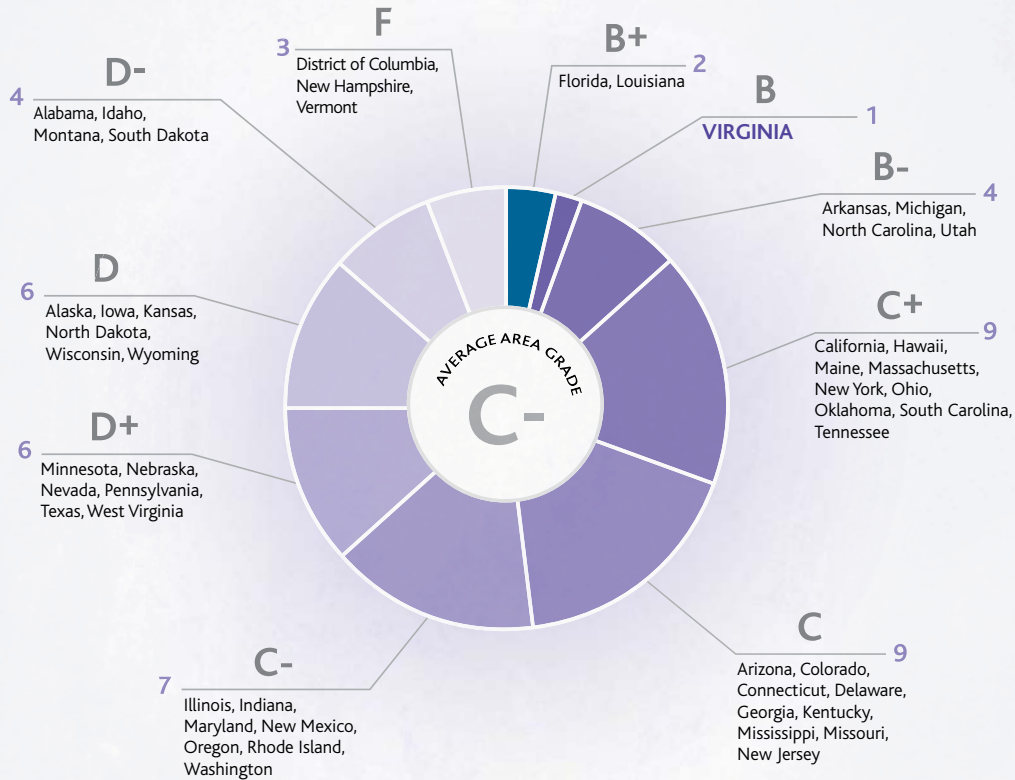 F
3
District of Columbia,
New Hampshire,
Vermont
B+
2
Florida, Louisiana
B
1
VIRGINIA
B-
4
Arkansas, Michigan,
North Carolina, Utah
C+
9
California, Hawaii,
Maine, Massachusetts,
New York, Ohio,
Oklahoma, South Carolina,
Tennessee
C
9
Arizona, Colorado,
Connecticut, Delaware,
Georgia, Kentucky,
Mississippi, Missouri,
New Jersey
C-
7
Illinois, Indiana,
Maryland, New Mexico,
Oregon, Rhode Island,
Washington
D+
6
Minnesota, Nebraska,
Nevada, Pennsylvania,
Texas, West Virginia
D
6
Alaska, Iowa, Kansas,
North Dakota,
Wisconsin, Wyoming
D-
4
Alabama, Idaho,
Montana, South Dakota
AVERAGE AREA GRADE
C-